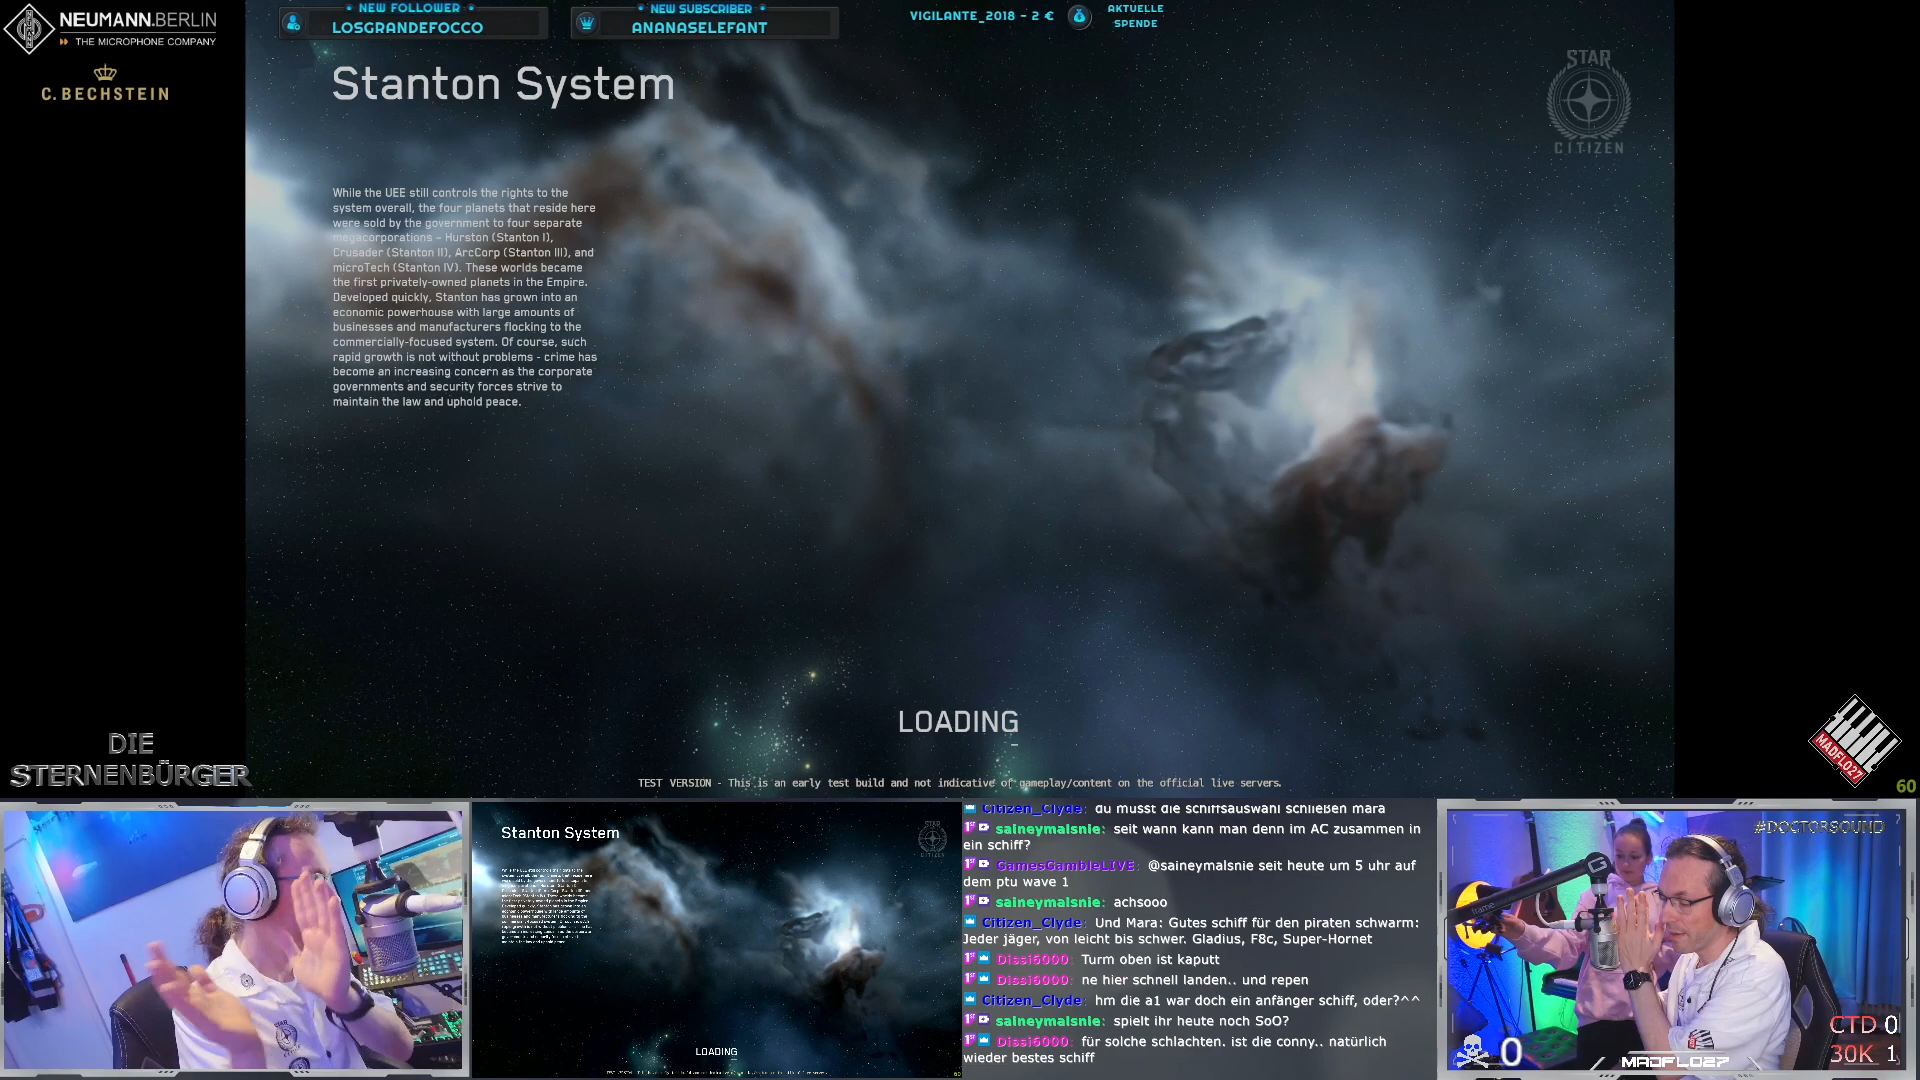 NEUMANN.BERLIN
THE MICROPHONE COMPANY
C. BECHSTEIN
NEW FOLLOWER
LOSGRANDEFOCCO
NEW SUBSCRIBER
ANANASELEFANT
VIGILANTE_2018 - 2 €
AKTUELLE
SPENDE
STAR
CITIZEN
Stanton System
While the UEE still controls the rights to the
system overall, the four planets that reside here
were sold by the government to four separate
megacorporations – Hurston (Stanton I),
Crusader (Stanton II), ArcCorp (Stanton III), and
microTech (Stanton IV). These worlds became
the first privately-owned planets in the Empire.
Developed quickly, Stanton has grown into an
economic powerhouse with large amounts of
businesses and manufacturers flocking to the
commercially-focused system. Of course, such
rapid growth is not without problems - crime has
become an increasing concern as the corporate
governments and security forces strive to
maintain the law and uphold peace.
LOADING
TEST VERSION - This is an early test build and not indicative of gameplay/content on the official live servers.
DIE
STERNENBÜRGER
MADFLO27
60
Stanton System
STAR
CITIZEN
LOADING
Citizen_Clyde: du musst die schiffsauswahl schließen mara
saineymalsnie: seit wann kann man denn im AC zusammen in
ein schiff?
GamesGambleLIVE: @saineymalsnie seit heute um 5 uhr auf
dem ptu wave 1
saineymalsnie: achsooo
Citizen_Clyde: Und Mara: Gutes schiff für den piraten schwarm:
Jeder jäger, von leicht bis schwer. Gladius, F8c, Super-Hornet
Dissi6000: Turm oben ist kaputt
Dissi6000: ne hier schnell landen.. und repen
Citizen_Clyde: hm die a1 war doch ein anfänger schiff, oder?^^
saineymalsnie: spielt ihr heute noch SoO?
Dissi6000: für solche schlachten. ist die conny.. natürlich
wieder bestes schiff
#DOCTORSOUND
CTD 0
30K 1
0
MADFLO27